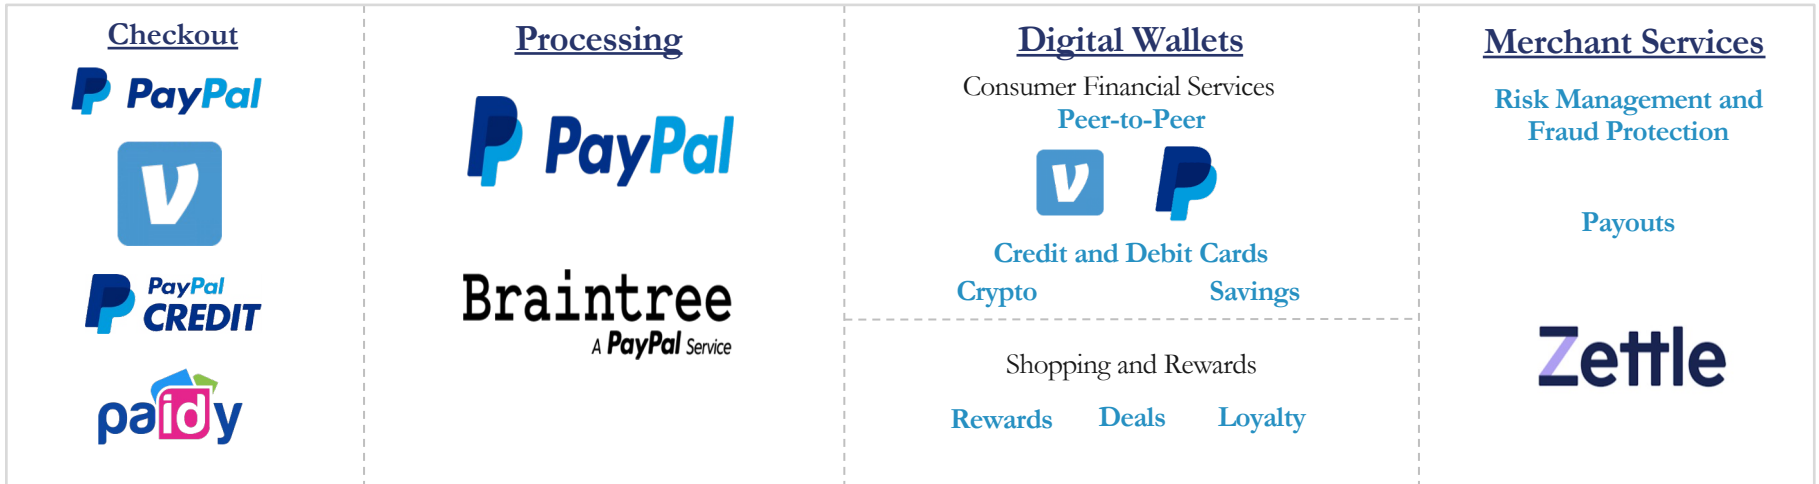 Checkout
PayPal
V
PayPal
CREDIT
paidy
Processing
PayPal
Braintree
A PayPal Service
Digital Wallets
Consumer Financial Services
Peer-to-Peer
V
Credit and Debit Cards
Crypto Savings
Shopping and Rewards
Rewards Deals Loyalty
Merchant Services
Risk Management and
Fraud Protection
Payouts
Zettle